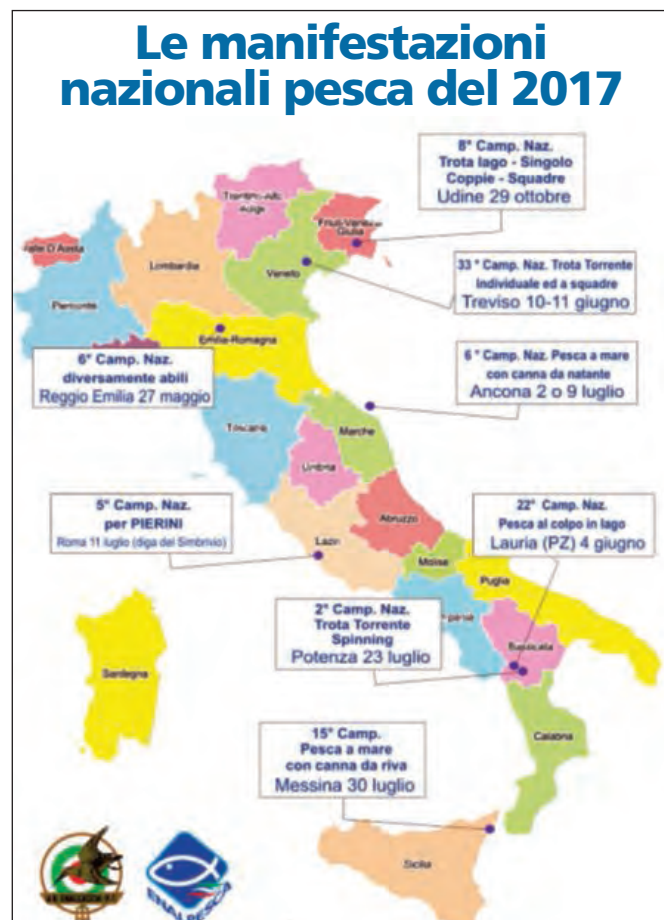 Le manifestazioni
nazionali pesca del 2017
8° Camp. Naz.
Trota lago - Singolo
Coppie - Squadre
Udine 29 ottobre
33° Camp. Naz. Trota Torrente
Individuale ed a squadre
Treviso 10-11 giugno
6° Camp. Naz.
diversamente abili
Reggio Emilia 27 maggio
6° Camp. Naz. Pesca a mare
con canna da natante
Ancona 2 o 9 luglio
5° Camp. Naz.
per PIERINI
Roma 11 luglio (diga del Simbrivio)
22° Camp. Naz.
Pesca al colpo in lago
Lauria (PZ) 4 giugno
2° Camp. Naz.
Trota Torrente
Spinning
Potenza 23 luglio
15° Camp.
Pesca a mare
con canna da riva
Messina 30 luglio
Valle D'Aosta
Piemonte
Lombardia
Veneto
Friuli-Venezia
Giulia
Emilia-Romagna
Toscana
Marche
Umbria
Lazio
Abruzzo
Molise
Puglia
Basilicata
Calabria
Sardegna
Sicilia
ENALPESCA